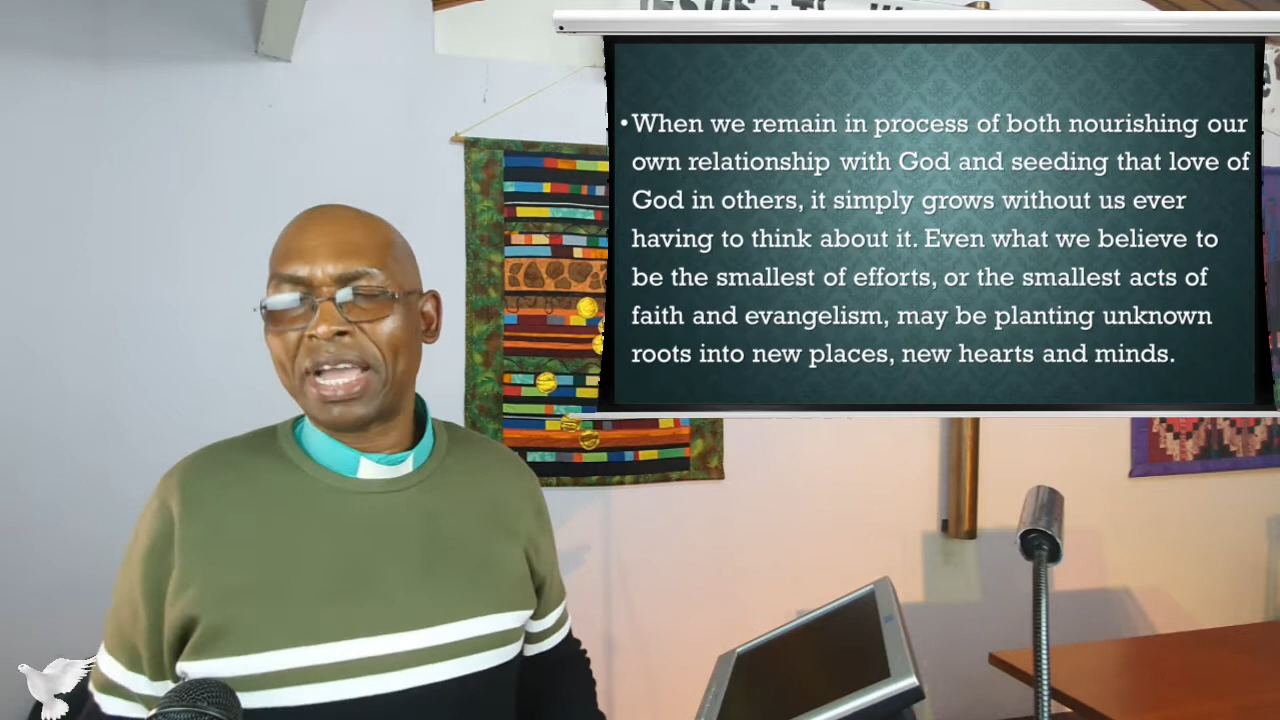 JESUS
• When we remain in process of both nourishing our
own relationship with God and seeding that love of
God in others, it simply grows without us ever
having to think about it. Even what we believe to
be the smallest of efforts, or the smallest acts of
faith and evangelism, may be planting unknown
roots into new places, new hearts and minds.